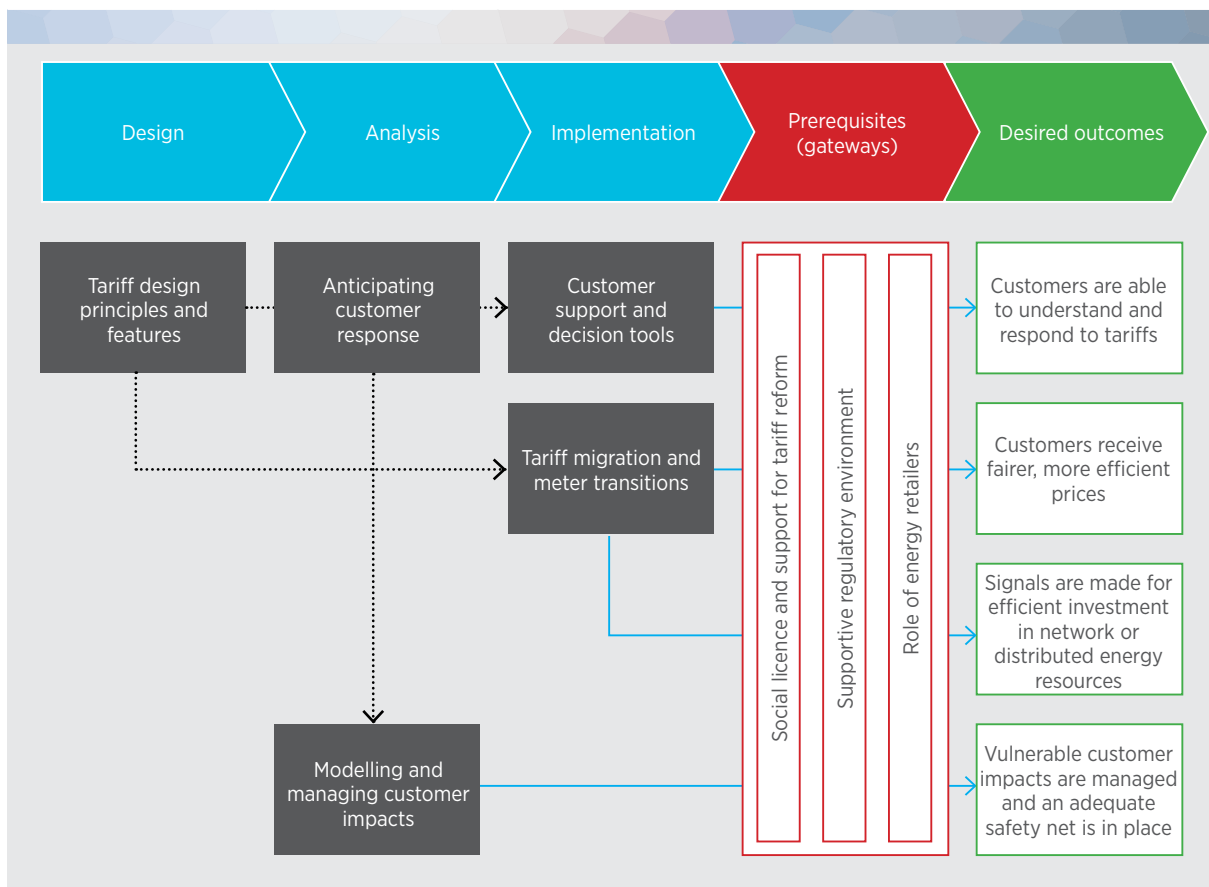 Design
Analysis
Implementation
Prerequisites
(gateways)
Desired outcomes
Tariff design
principles and
features
Anticipating
customer
response
Customer
support and
decision tools
Tariff migration and
meter transitions
Modelling and
managing customer
impacts
Social licence and support for tariff reform
Supportive regulatory environment
Role of energy retailers
Customers are able
to understand and
respond to tariffs
Customers receive
fairer, more efficient
prices
Signals are made for
efficient investment
in network or
distributed energy
resources
Vulnerable customer
impacts are managed
and an adequate
safety net is in place